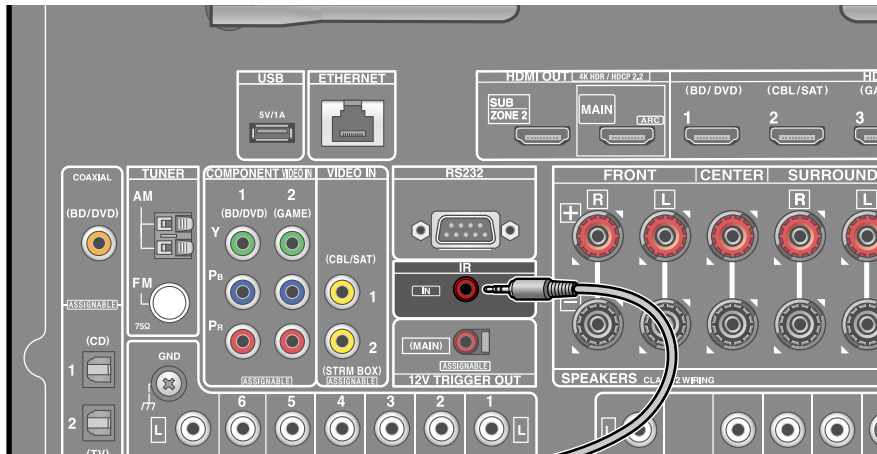 USB
5V/1A
ETHERNET
HDMI OUT
4K HDR / HDCP 2.2
HD
SUB
ZONE 2
MAIN
ARC
(BD/ DVD)
1
(CBL/SAT)
2
(GA
3
COAXIAL
(BD/DVD)
ASSIGNABLE
(CD)
1
2
(TV)
TUNER
AM
FM
75Ω
COMPONENT VIDEO IN
1
2
(BD/DVD)
(GAME)
Y
PB
PR
ASSIGNABLE
VIDEO IN
(CBL/SAT)
1
2
(STRM BOX)
ASSIGNABLE
RS232
IR
IN
(MAIN)
ASSIGNABLE
12V TRIGGER OUT
FRONT
CENTER
SURROUND
R
L
R
L
SPEAKERS
WIRING
GND
6
5
4
3
2
1
L
L
L